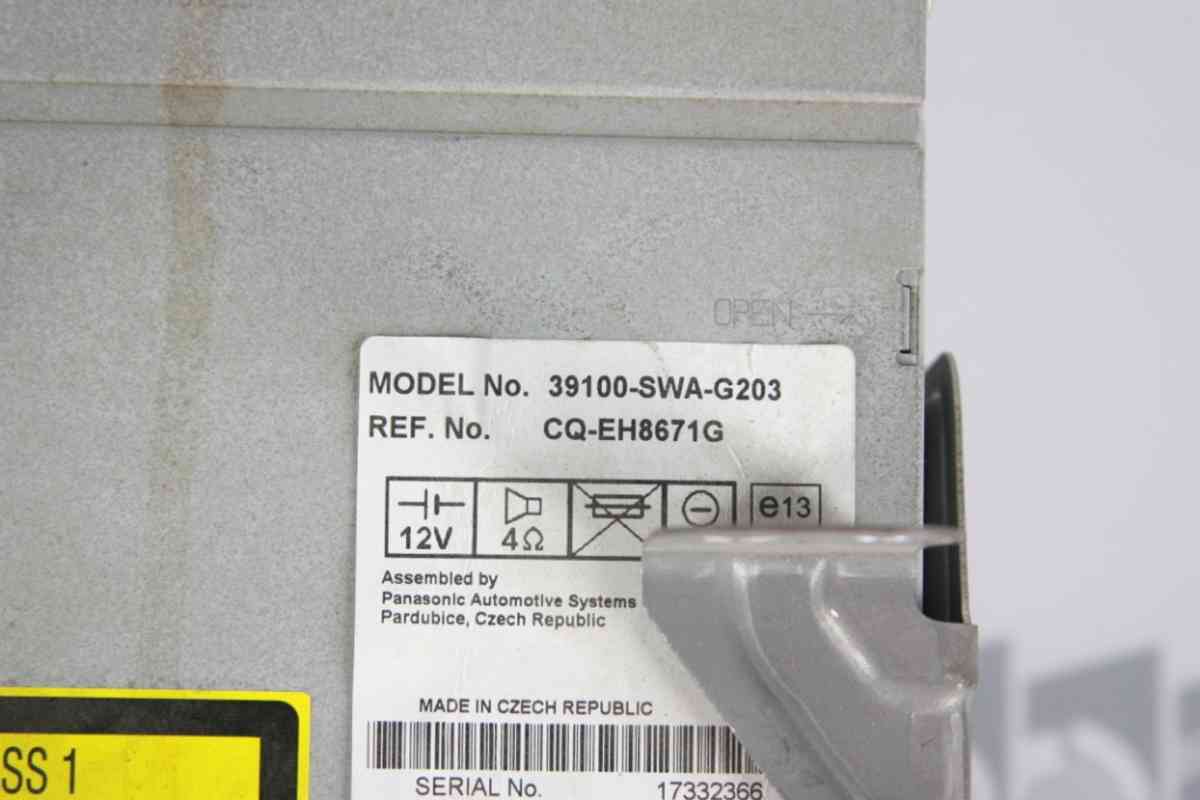 OPEN
MODEL No. 39100-SWA-G203
REF. No. CQ-EH8671G
12V 4Ω e13
Assembled by
Panasonic Automotive Systems
Pardubice, Czech Republic
MADE IN CZECH REPUBLIC
SS 1
SERIAL No. 17332366